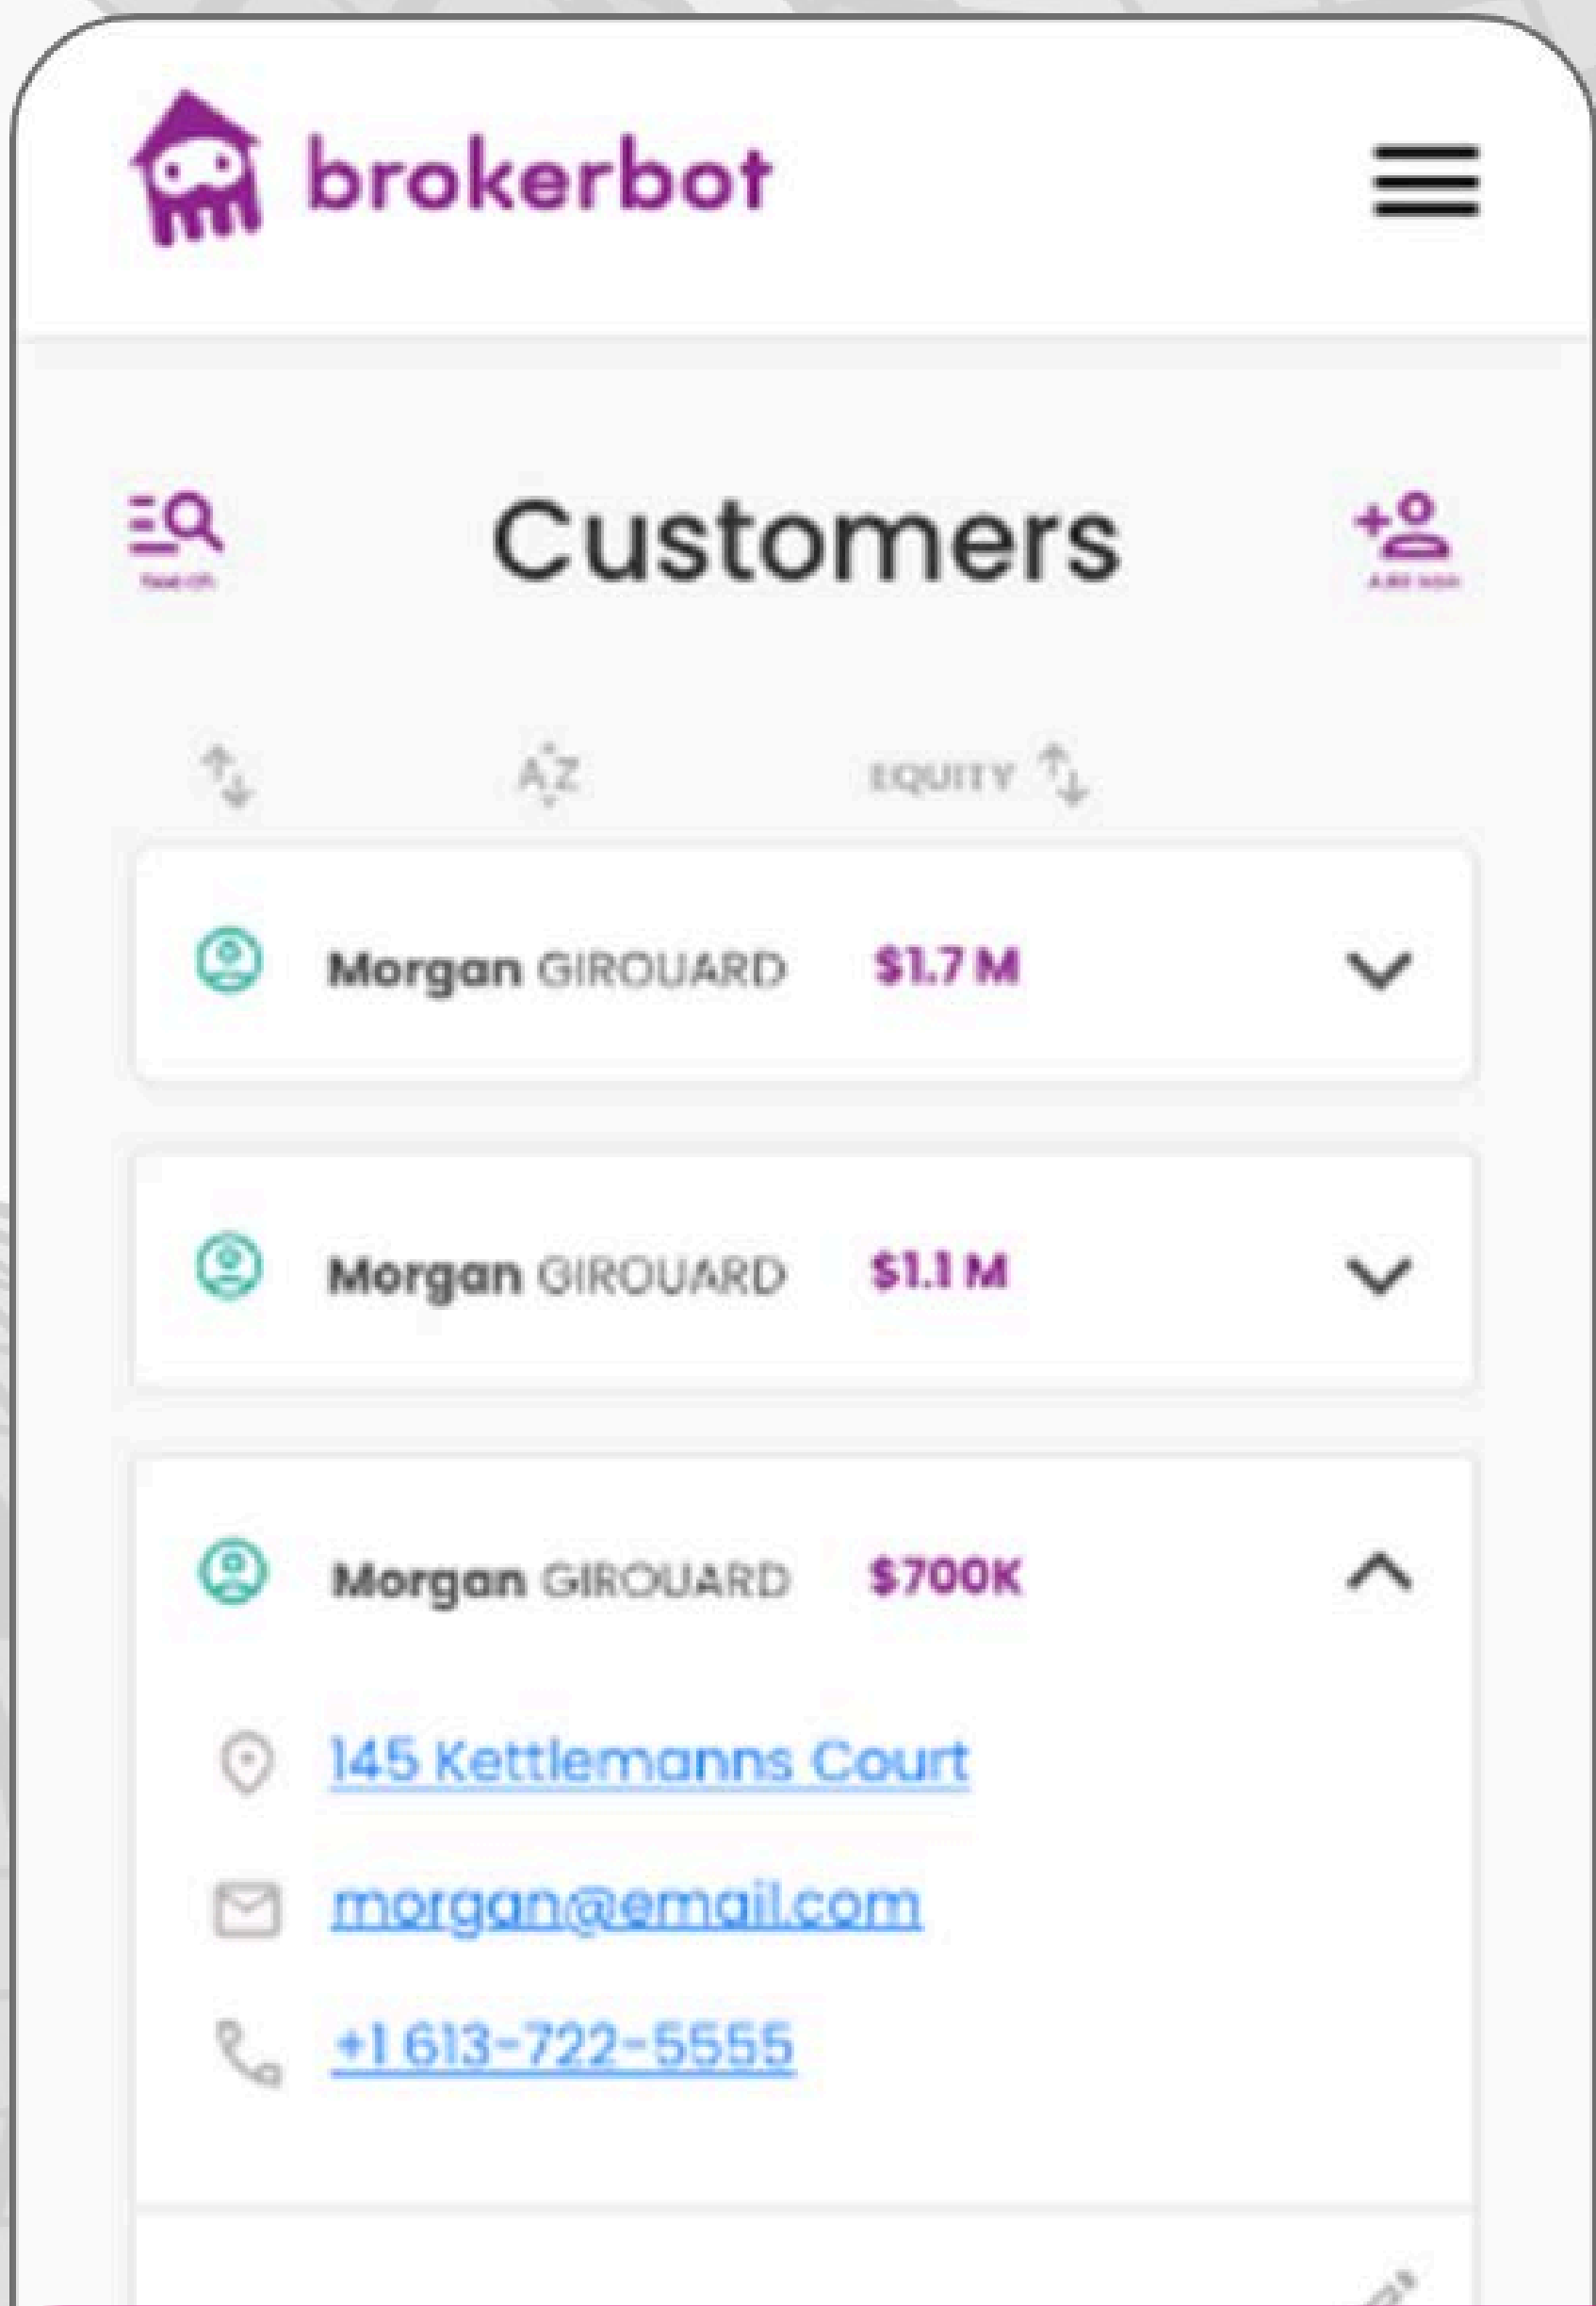 brokerbot
Customers
A Z
EQUITY
Morgan GIROUARD $1.7 M
Morgan GIROUARD $1.1 M
Morgan GIROUARD $700K
145 Kettlemanns Court
morgan@email.com
+1 613-722-5555